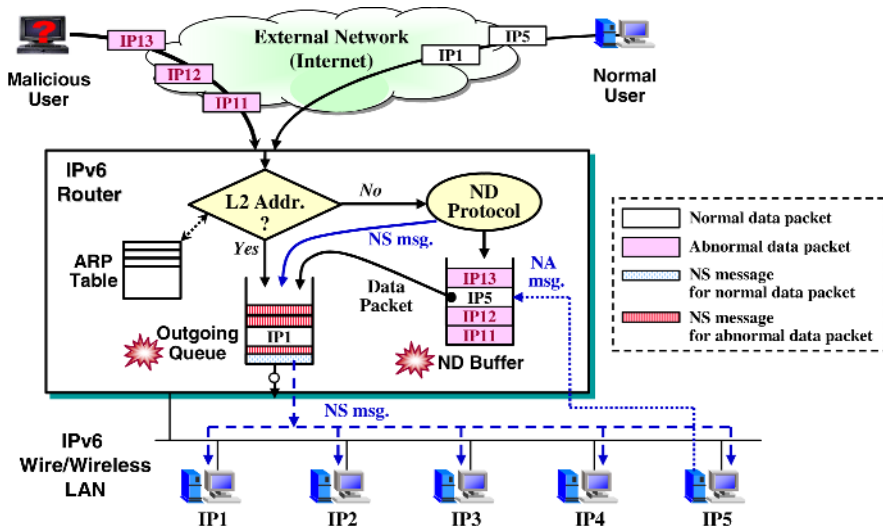 IP13
IP12
IP11
External Network
(Internet)
IP5
IP1
?
Malicious
User
Normal
User
IPv6
Router
L2 Addr.
?
No
Yes
ND
Protocol
NS msg.
ARP
Table
Data
Packet
NA
msg.
IP13
IP5
IP12
IP11
Outgoing
Queue
IP1
ND Buffer
Normal data packet
Abnormal data packet
NS message
for normal data packet
NS message
for abnormal data packet
NS msg.
IPv6
Wire/Wireless
LAN
IP1
IP2
IP3
IP4
IP5